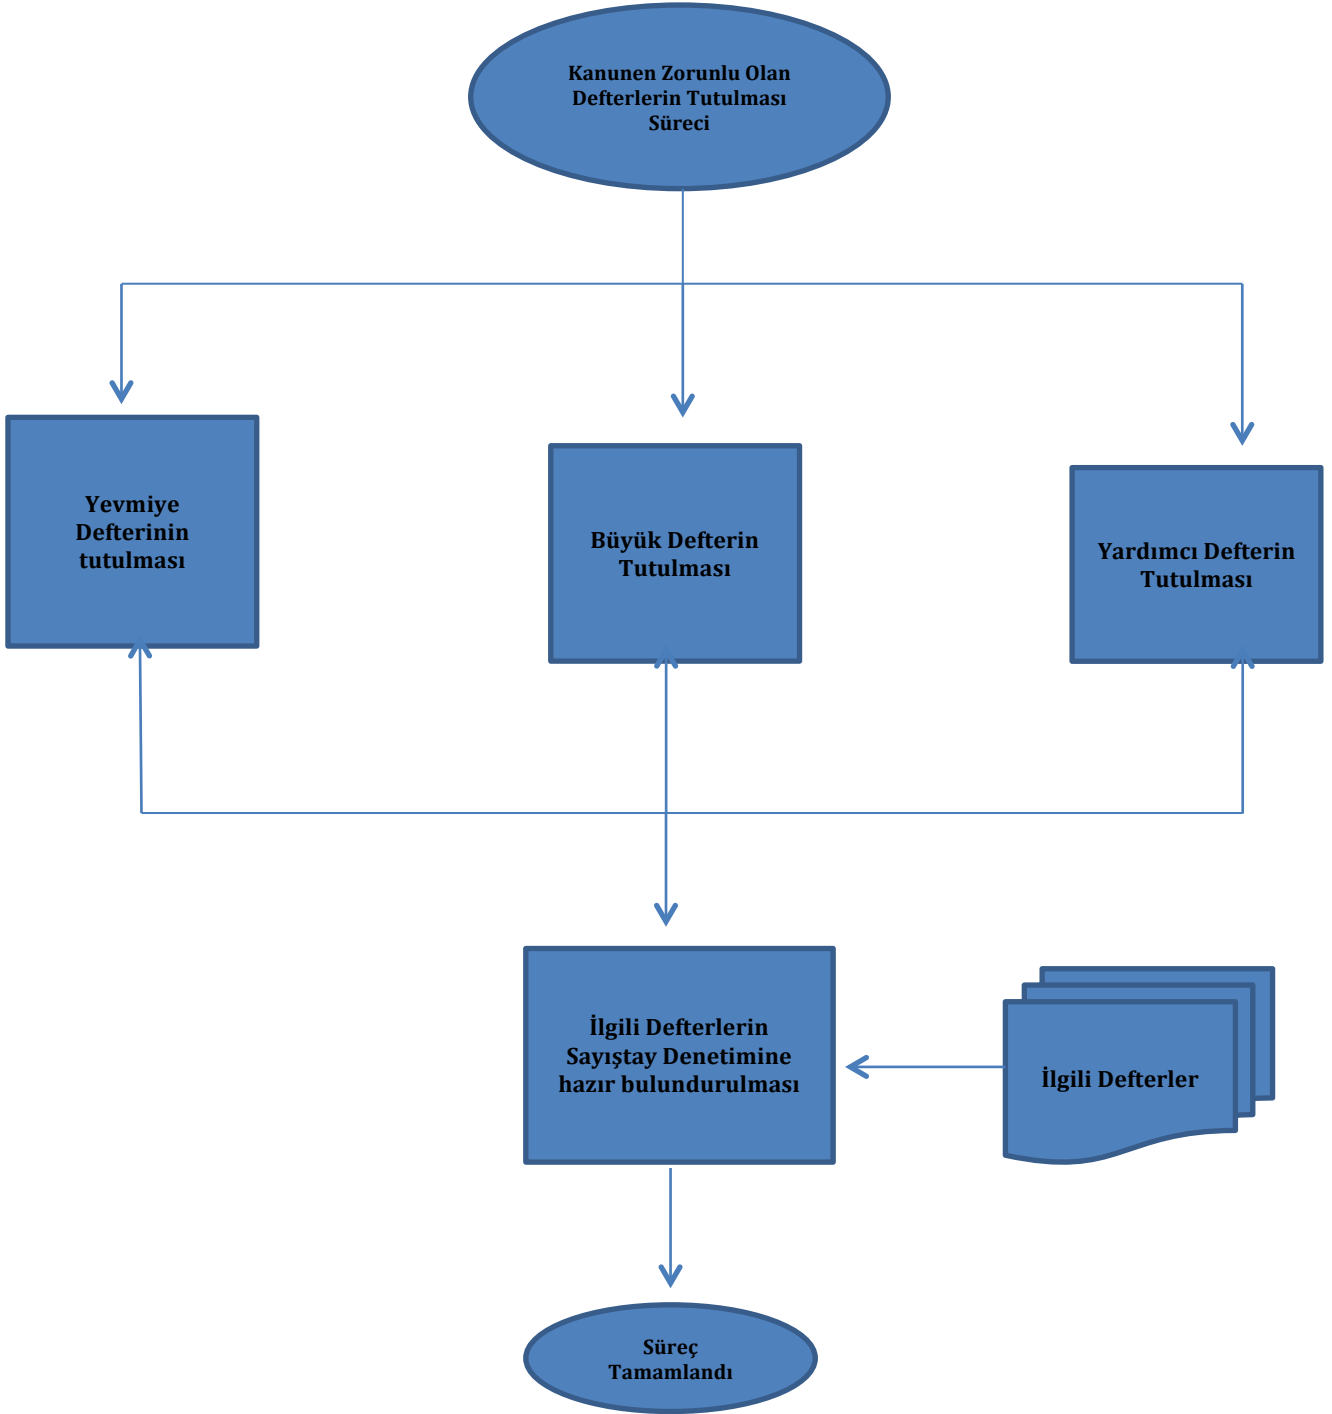 Kanunen Zorunlu Olan
Defterlerin Tutulması
Süreci
Yevmiye
Defterinin
tutulması
Büyük Defterin
Tutulması
Yardımcı Defterin
Tutulması
İlgili Defterlerin
Sayıştay Denetimine
hazır bulundurulması
İlgili Defterler
Süreç
Tamamlandı